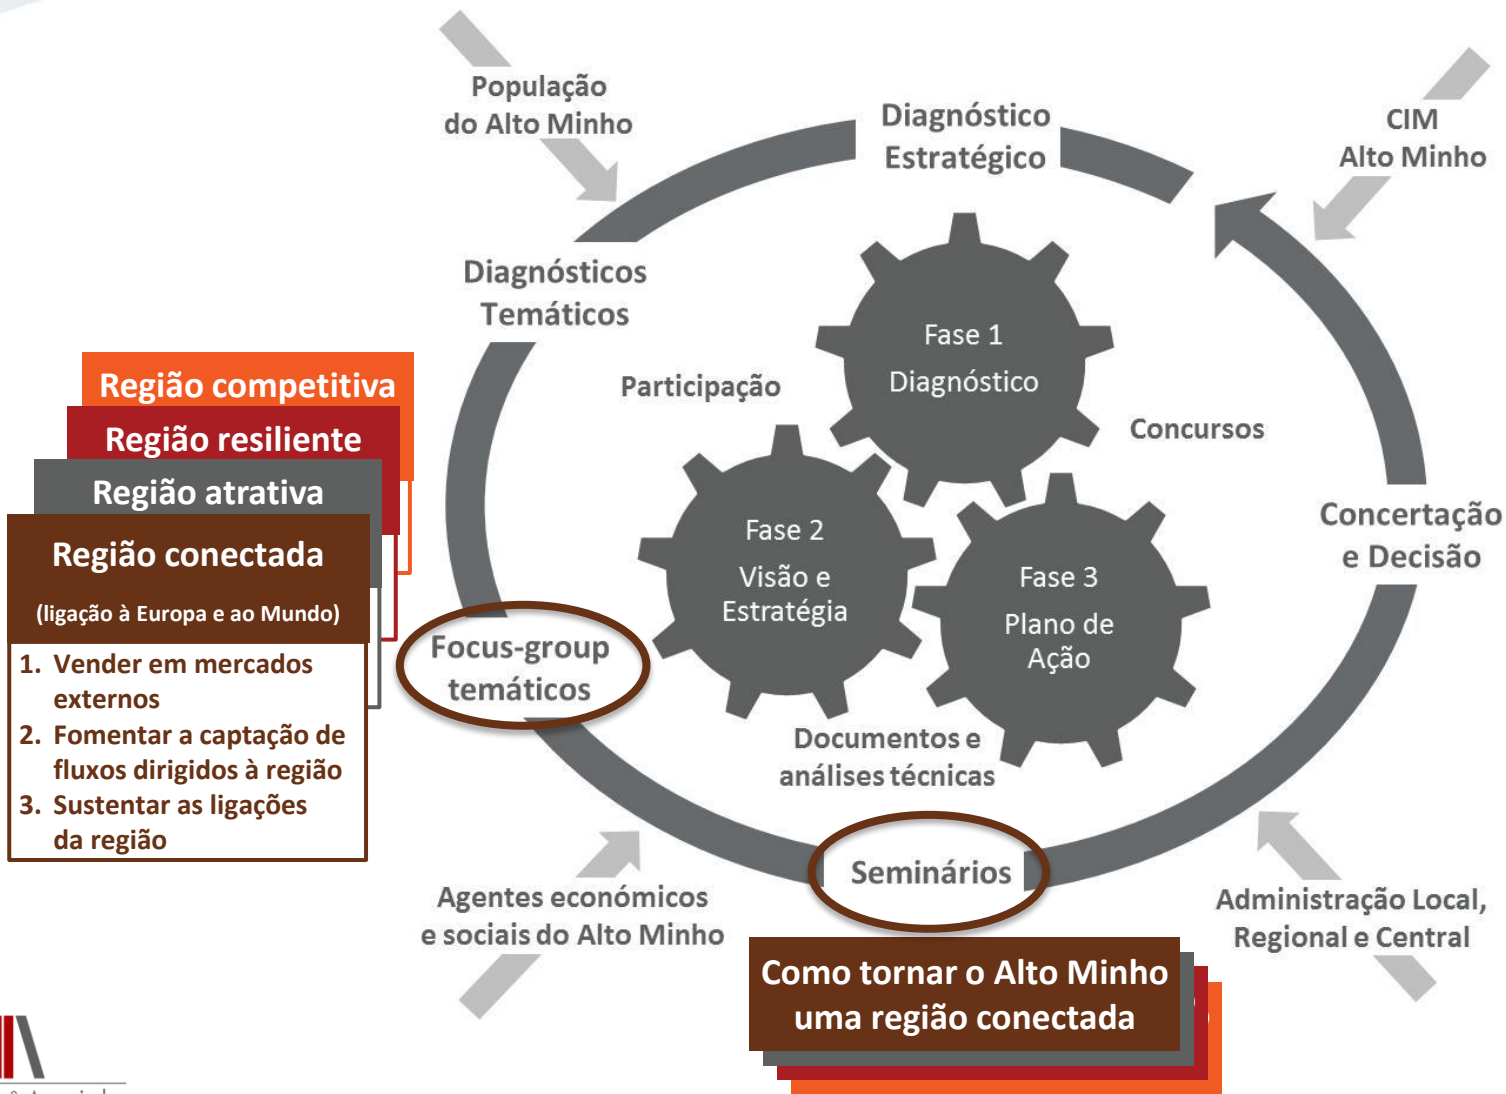 População
do Alto Minho
Diagnóstico
Estratégico
CIM
Alto Minho
Diagnósticos
Temáticos
Fase 1
Diagnóstico
Participação
Concursos
Região competitiva
Região resiliente
Região atrativa
Região conectada
(ligação à Europa e ao Mundo)
1. Vender em mercados
externos
2. Fomentar a captação de
fluxos dirigidos à região
3. Sustentar as ligações
da região
Fase 2
Visão e
Estratégia
Fase 3
Plano de
Ação
Concertação
e Decisão
Focus-group
temáticos
Documentos e
análises técnicas
Seminários
Agentes económicos
e sociais do Alto Minho
Administração Local,
Regional e Central
Como tornar o Alto Minho
uma região conectada